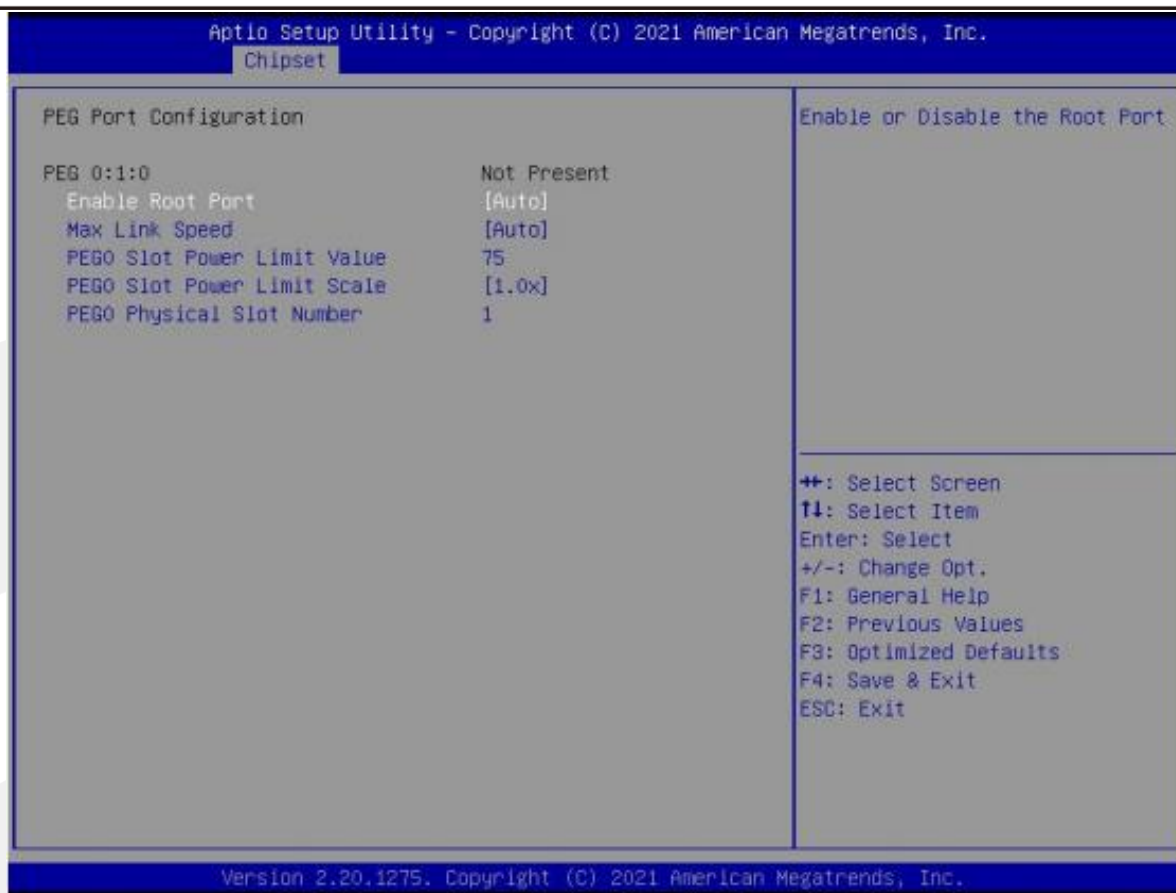 Aptio Setup Utility – Copyright (C) 2021 American Megatrends, Inc.
Chipset
PEG Port Configuration
PEG 0:1:0 Not Present
Enable Root Port [Auto]
Max Link Speed [Auto]
PEG0 Slot Power Limit Value 75
PEG0 Slot Power Limit Scale [1.0x]
PEG0 Physical Slot Number 1
Enable or Disable the Root Port
→←: Select Screen
↑↓: Select Item
Enter: Select
+/-: Change Opt.
F1: General Help
F2: Previous Values
F3: Optimized Defaults
F4: Save & Exit
ESC: Exit
Version 2.20.1275. Copyright (C) 2021 American Megatrends, Inc.